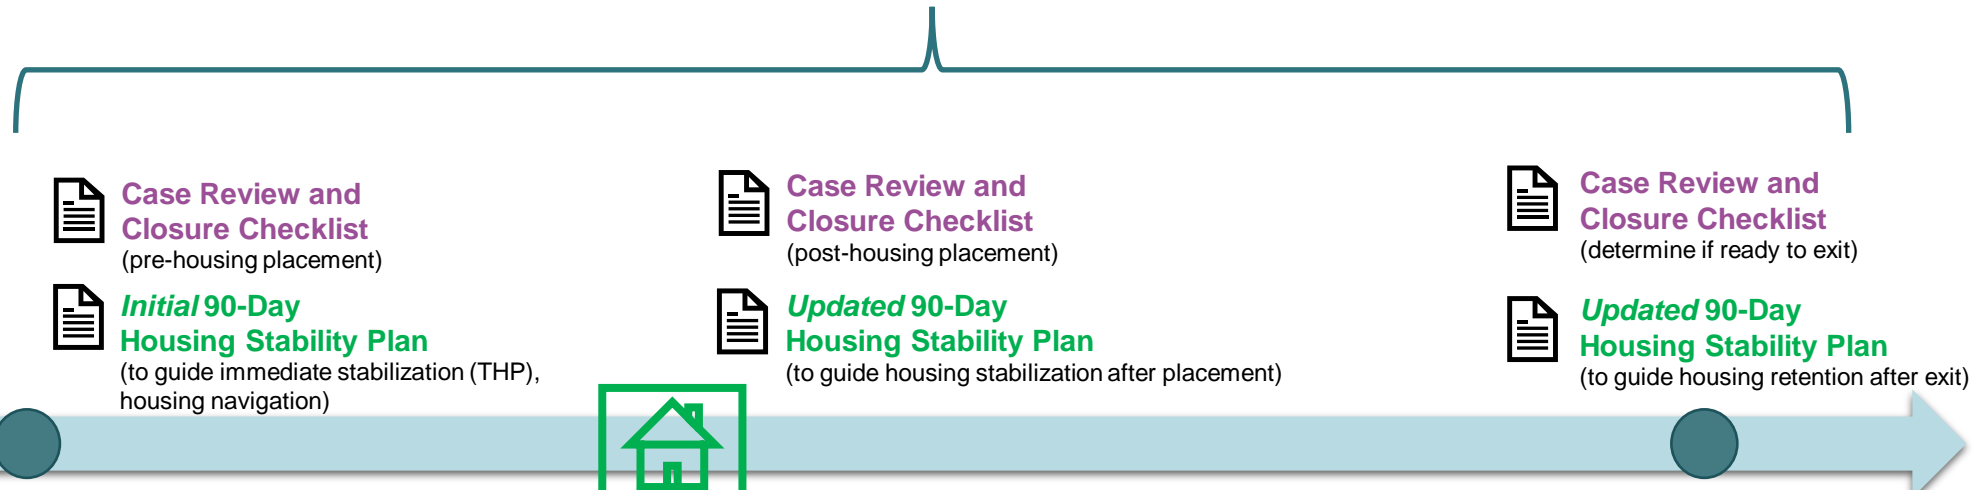 Case Review and
Closure Checklist
(pre-housing placement)
Initial 90-Day
Housing Stability Plan
(to guide immediate stabilization (THP),
housing navigation)
Case Review and
Closure Checklist
(post-housing placement)
Updated 90-Day
Housing Stability Plan
(to guide housing stabilization after placement)
Case Review and
Closure Checklist
(determine if ready to exit)
Updated 90-Day
Housing Stability Plan
(to guide housing retention after exit)